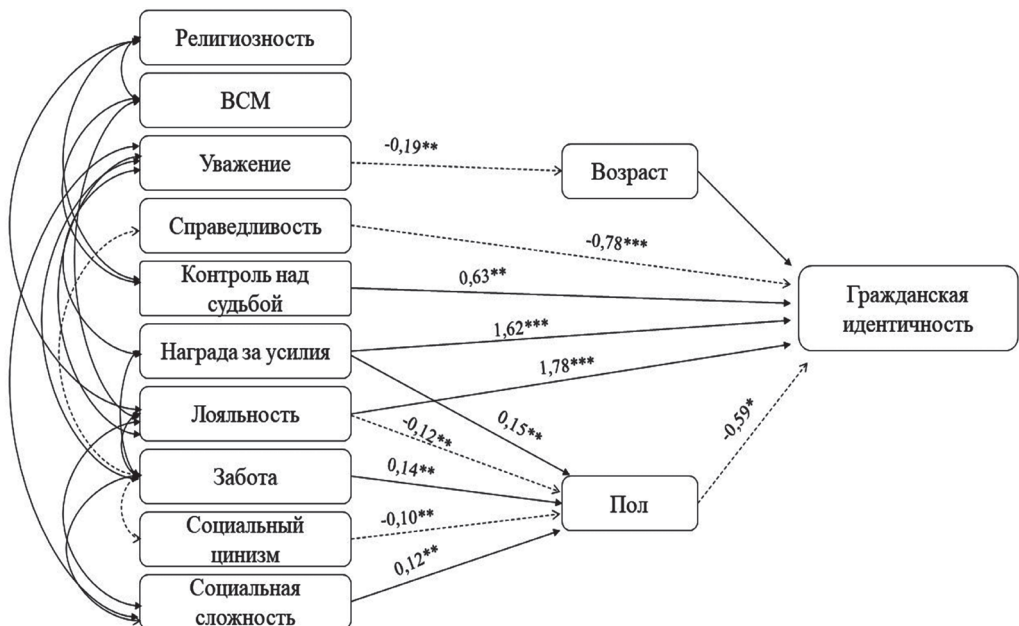 Религиозность
ВСМ
Уважение
-0,19**
Возраст
Справедливость
-0,78***
Контроль над
судьбой
0,63**
Гражданская
идентичность
Награда за усилия
1,62***
Лояльность
1,78***
0,15**
-0,12**
-0,59*
Забота
0,14**
Пол
Социальный
цинизм
-0,10**
Социальная
сложность
0,12**